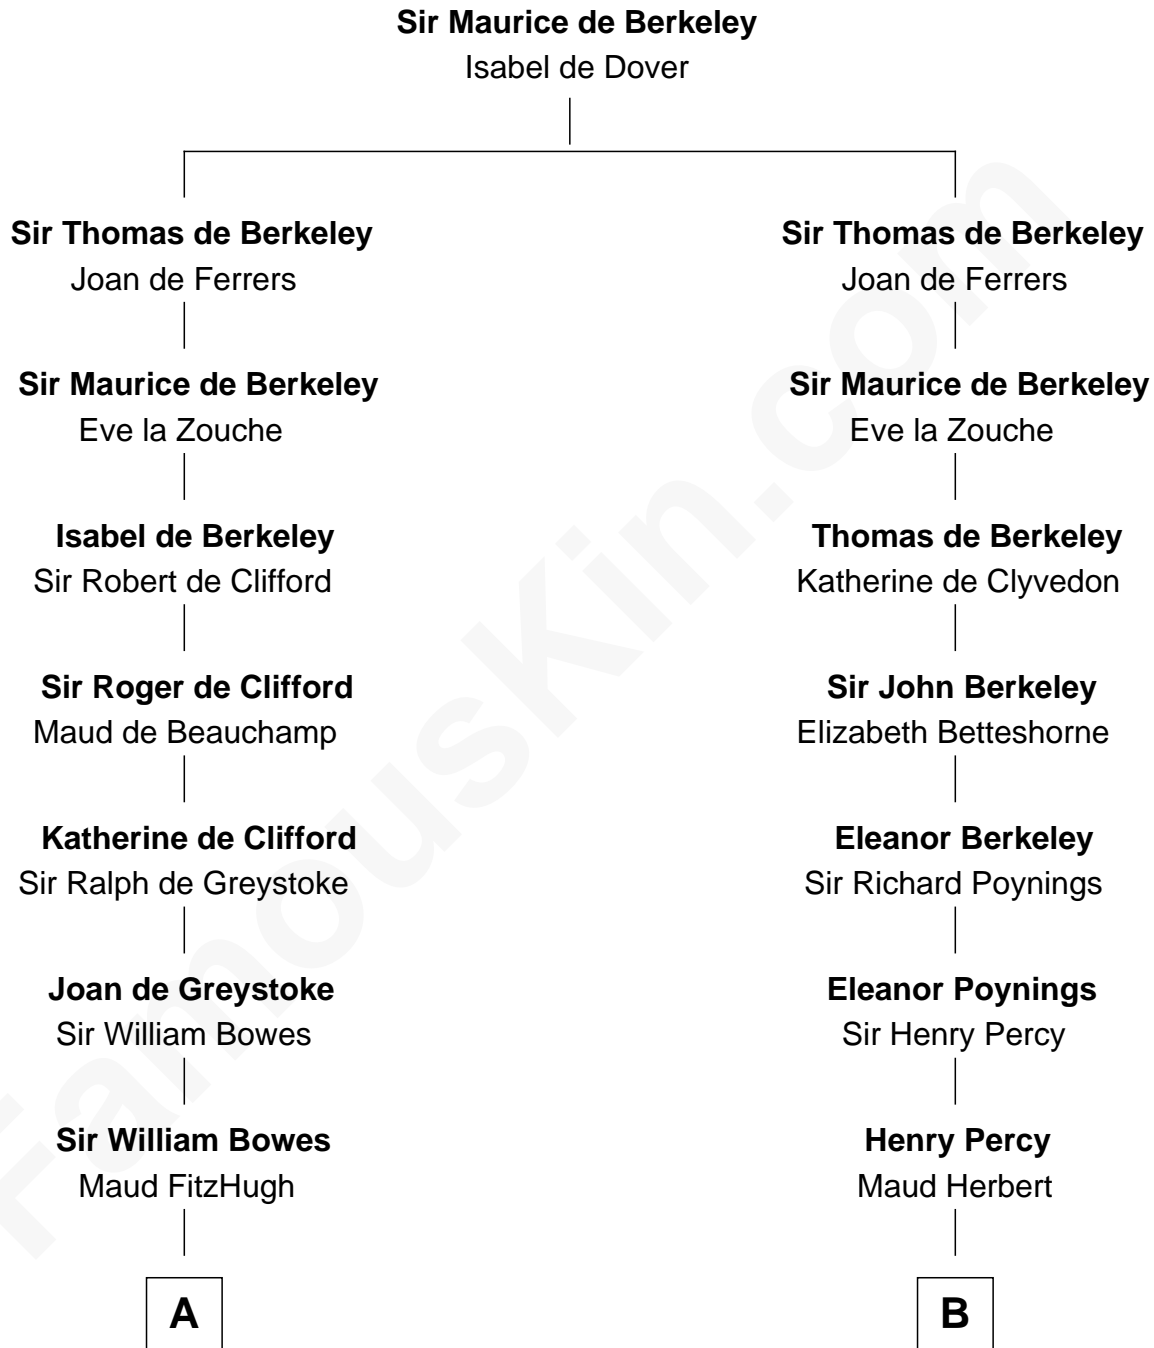 Sir Maurice de Berkeley
Isabel de Dover
Sir Thomas de Berkeley
Joan de Ferrers
Sir Maurice de Berkeley
Eve la Zouche
Isabel de Berkeley
Sir Robert de Clifford
Sir Roger de Clifford
Maud de Beauchamp
Katherine de Clifford
Sir Ralph de Greystoke
Joan de Greystoke
Sir William Bowes
Sir William Bowes
Maud FitzHugh
A
Sir Thomas de Berkeley
Joan de Ferrers
Sir Maurice de Berkeley
Eve la Zouche
Thomas de Berkeley
Katherine de Clyvedon
Sir John Berkeley
Elizabeth Betteshorne
Eleanor Berkeley
Sir Richard Poynings
Eleanor Poynings
Sir Henry Percy
Henry Percy
Maud Herbert
B
FamousKin.com